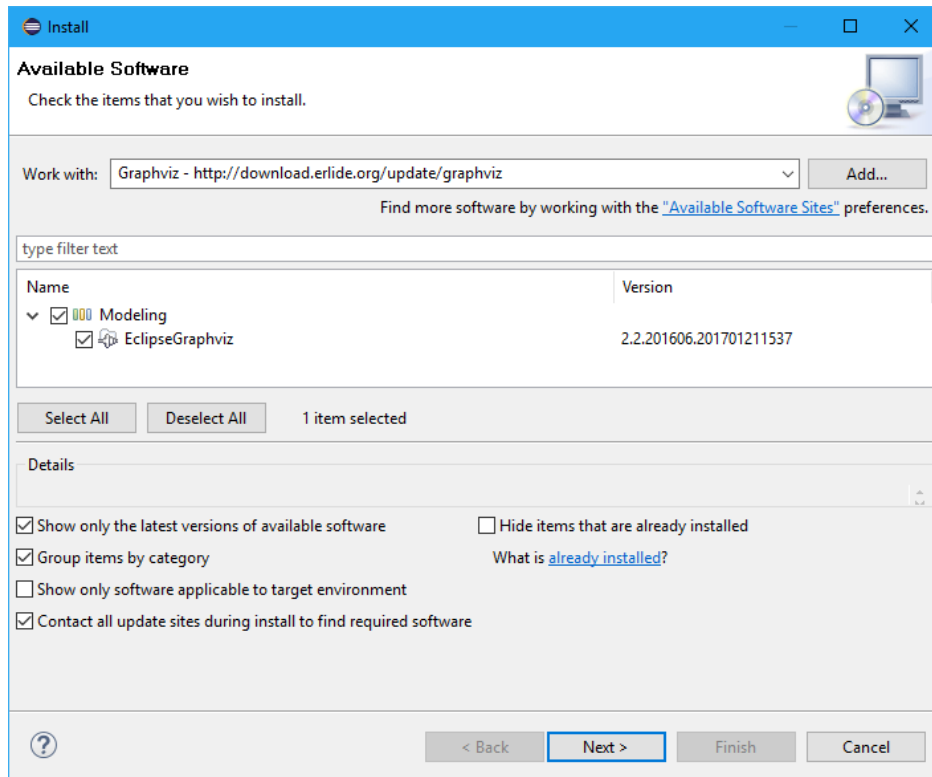 Install
Available Software
Check the items that you wish to install.
Work with: Graphviz - http://download.erlide.org/update/graphviz Add...
Find more software by working with the "Available Software Sites" preferences.
type filter text
Name Version
Modeling
EclipseGraphviz 2.2.201606.201701211537
Select All Deselect All 1 item selected
Details
Show only the latest versions of available software Hide items that are already installed
Group items by category What is already installed?
Show only software applicable to target environment
Contact all update sites during install to find required software
? < Back Next > Finish Cancel